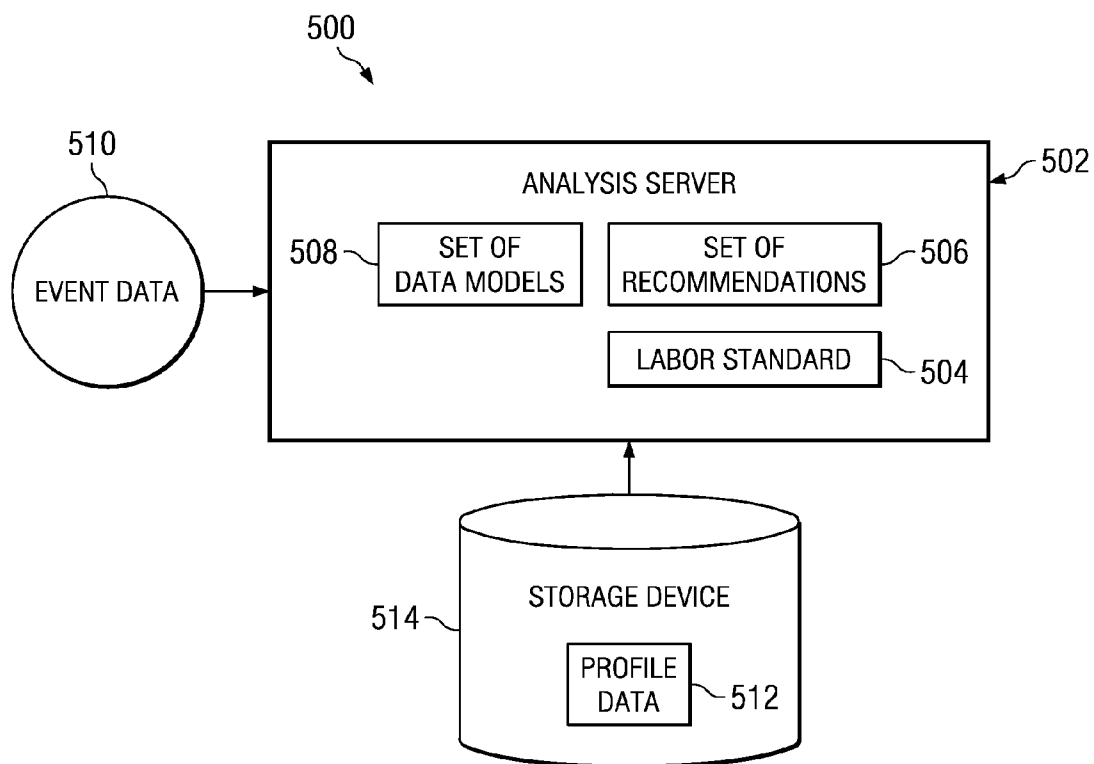 500
510
502
ANALYSIS SERVER
508
SET OF
DATA MODELS
SET OF
RECOMMENDATIONS
506
EVENT DATA
LABOR STANDARD
504
STORAGE DEVICE
514
PROFILE
DATA
512